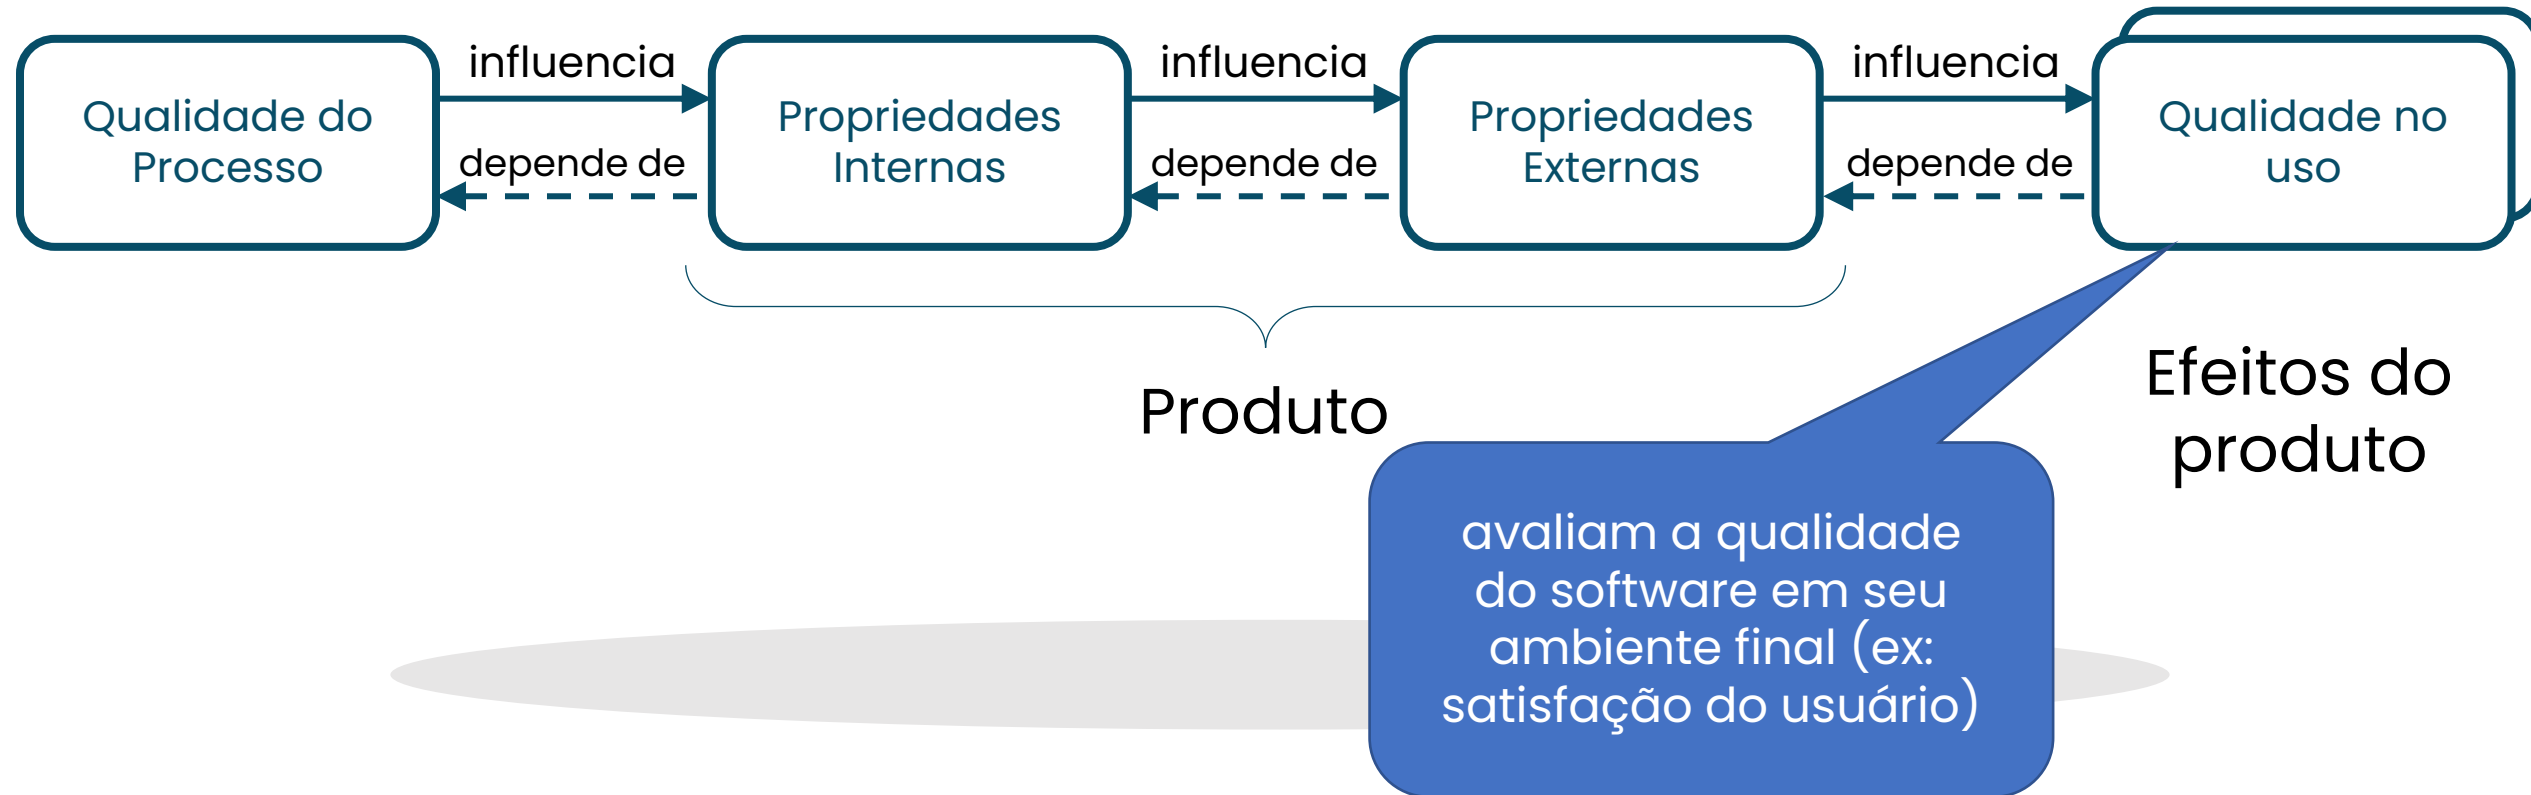 Qualidade do
Processo
influencia
depende de
Propriedades
Internas
influencia
depende de
Propriedades
Externas
influencia
depende de
Qualidade no
uso
Produto
Efeitos do
produto
avaliam a qualidade
do software em seu
ambiente final (ex:
satisfação do usuário)